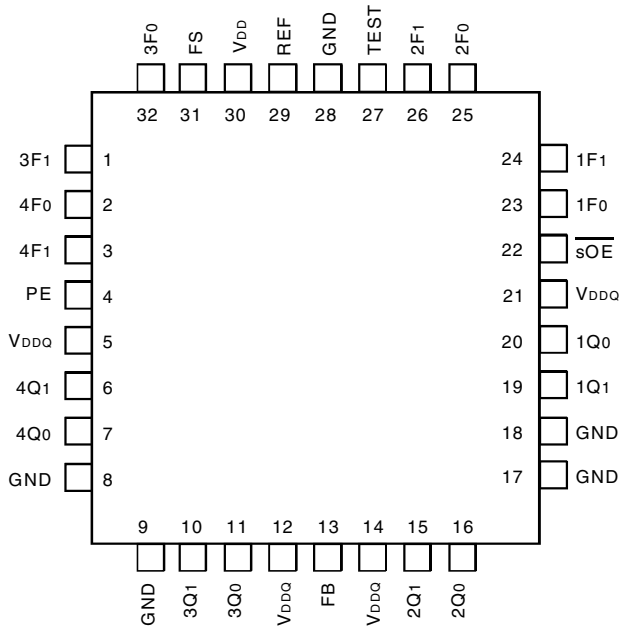 3F0 FS VDD REF GND TEST 2F1 2F0
32 31 30 29 28 27 26 25
3F1 1 24 1F1
4F0 2 23 1F0
4F1 3 22 sOE
PE 4 21 VDDQ
VDDQ 5 20 1Q0
4Q1 6 19 1Q1
4Q0 7 18 GND
GND 8 17 GND
9 10 11 12 13 14 15 16
GND 3Q1 3Q0 VDDQ FB VDDQ 2Q1 2Q0